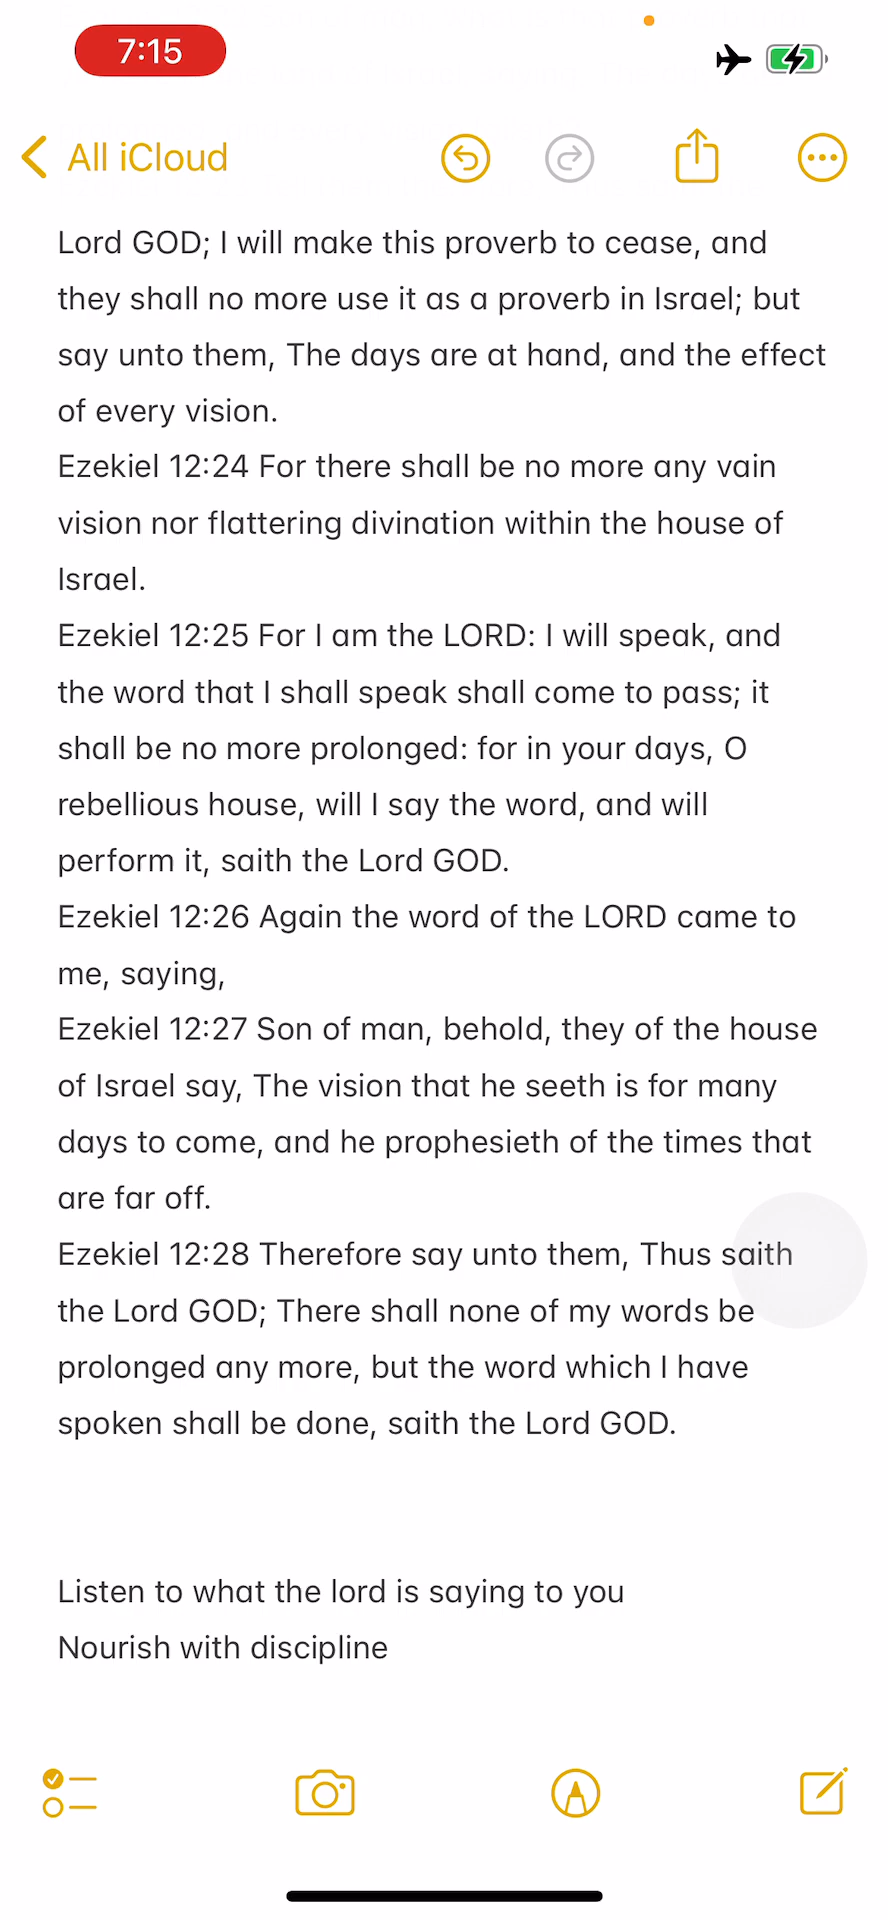 7:15
All iCloud
Lord GOD; I will make this proverb to cease, and
they shall no more use it as a proverb in Israel; but
say unto them, The days are at hand, and the effect
of every vision.
Ezekiel 12:24 For there shall be no more any vain
vision nor flattering divination within the house of
Israel.
Ezekiel 12:25 For I am the LORD: I will speak, and
the word that I shall speak shall come to pass; it
shall be no more prolonged: for in your days, O
rebellious house, will I say the word, and will
perform it, saith the Lord GOD.
Ezekiel 12:26 Again the word of the LORD came to
me, saying,
Ezekiel 12:27 Son of man, behold, they of the house
of Israel say, The vision that he seeth is for many
days to come, and he prophesieth of the times that
are far off.
Ezekiel 12:28 Therefore say unto them, Thus saith
the Lord GOD; There shall none of my words be
prolonged any more, but the word which I have
spoken shall be done, saith the Lord GOD.
Listen to what the lord is saying to you
Nourish with discipline